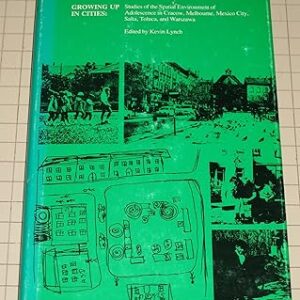 GROWING UP
IN CITIES:
Studies of the Spatial Environment of
Adolescence in Cracow, Melbourne, Mexico City,
Salta, Toluca, and Warszawa
Edited by Kevin Lynch